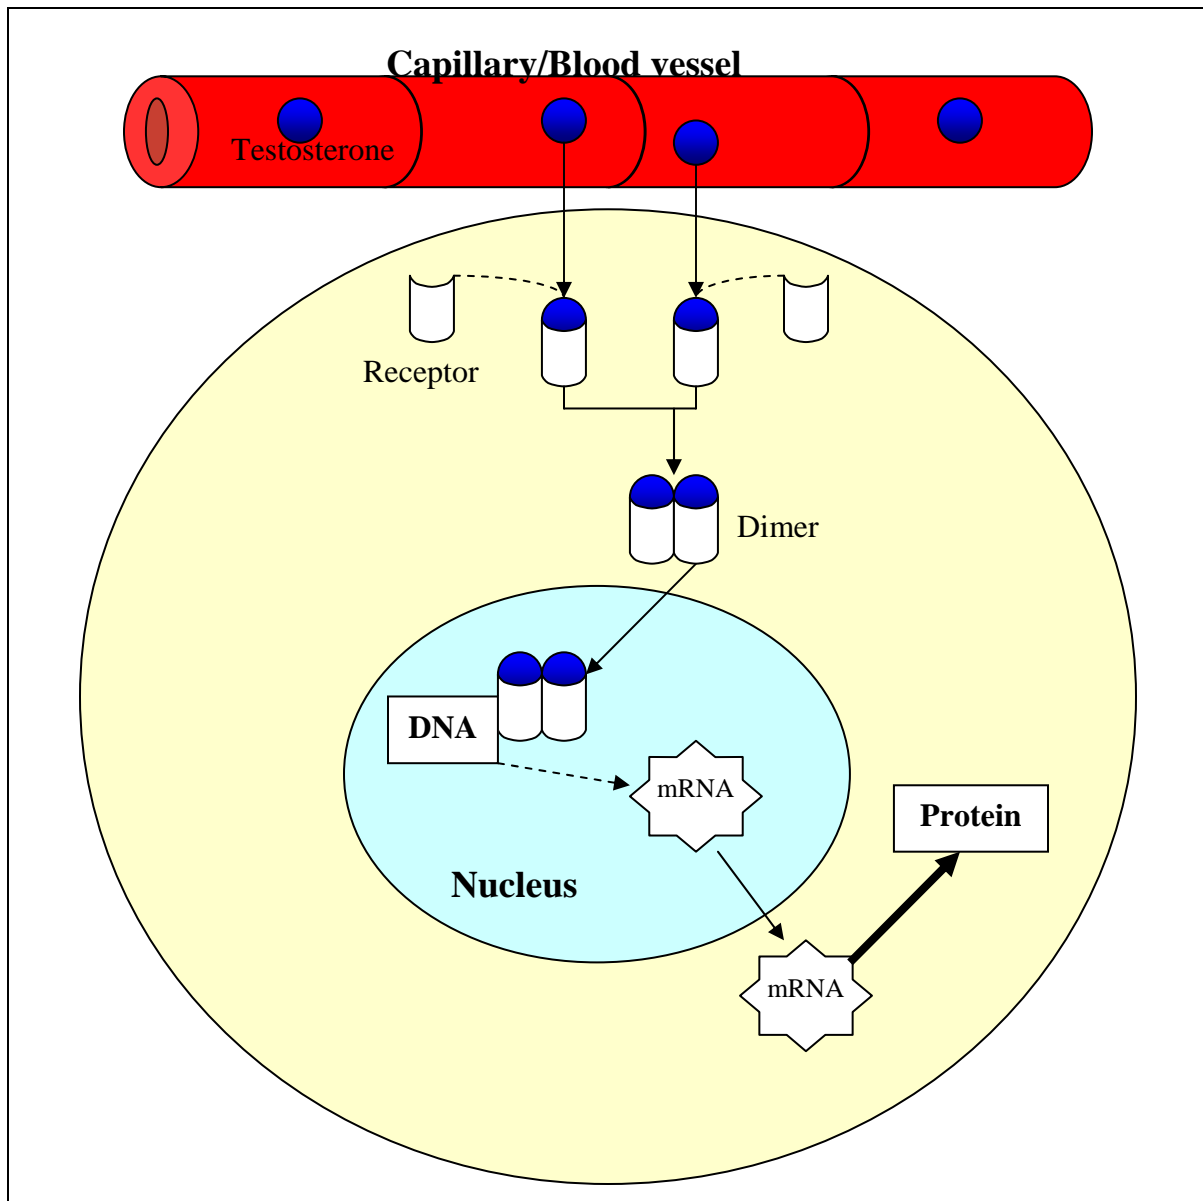 Capillary/Blood vessel
Testosterone
Receptor
Dimer
DNA
mRNA
Protein
Nucleus
mRNA